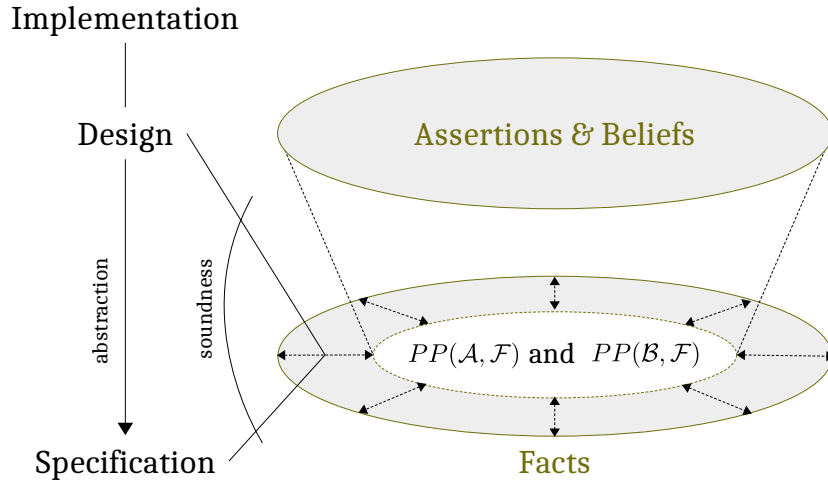 Implementation
Design
Assertions & Beliefs
abstraction
soundness
PP(𝒜, ℱ) and PP(ℬ, ℱ)
Specification
Facts